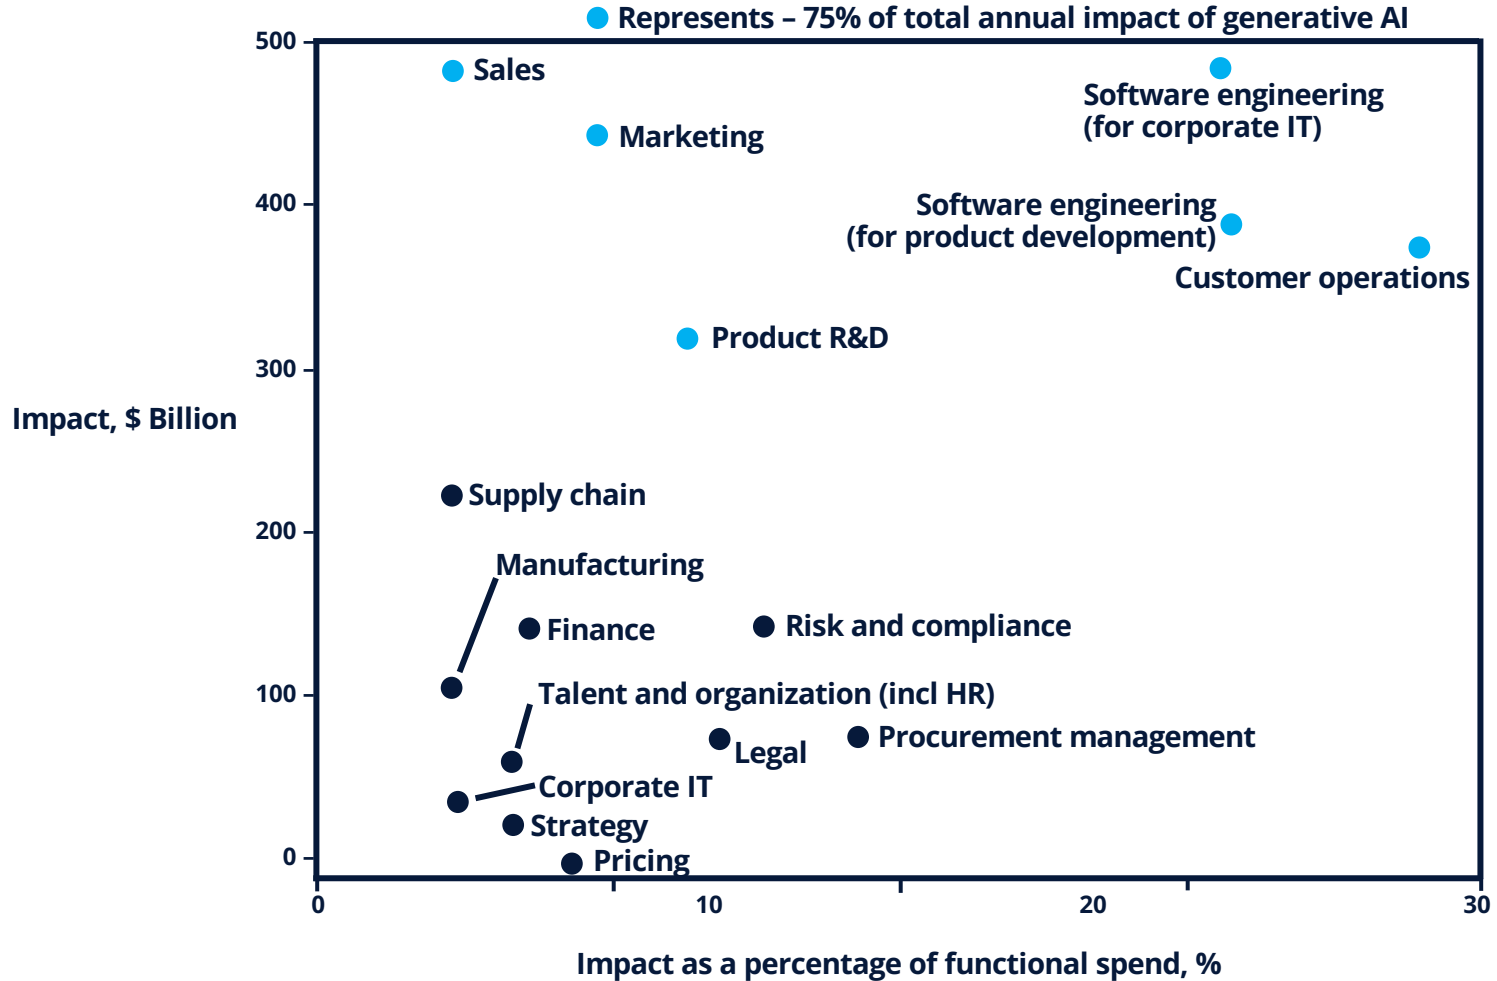 Represents – 75% of total annual impact of generative AI
500
Sales
Software engineering
(for corporate IT)
Marketing
400
Software engineering
(for product development)
Customer operations
Product R&D
300
Impact, $ Billion
Supply chain
200
Manufacturing
Finance
Risk and compliance
100
Talent and organization (incl HR)
Procurement management
Legal
Corporate IT
Strategy
0
Pricing
0
10
20
30
Impact as a percentage of functional spend, %